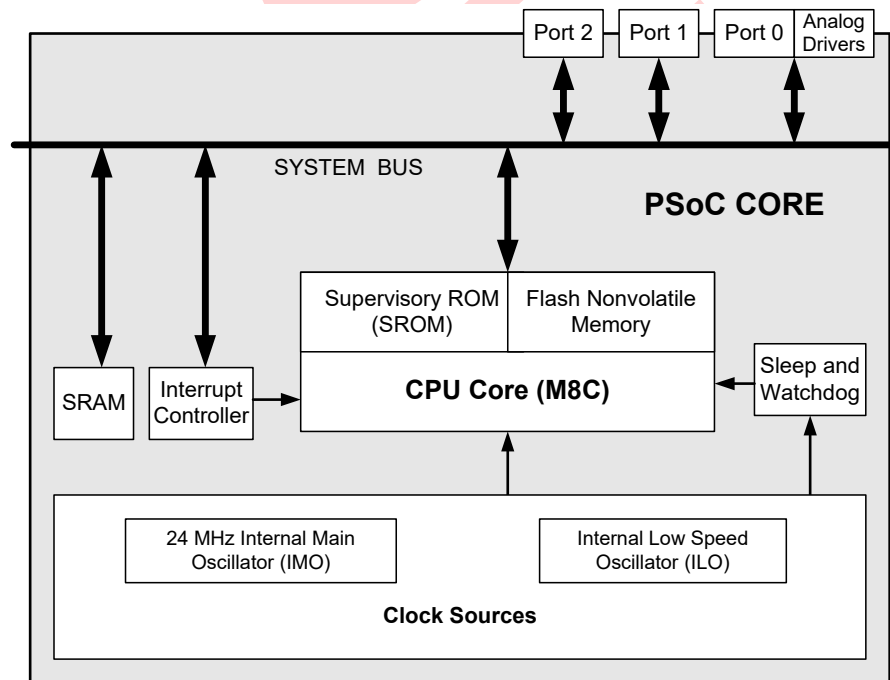 Port 2
Port 1
Port 0
Analog
Drivers
SYSTEM BUS
PSoC CORE
Supervisory ROM
(SROM)
Flash Nonvolatile
Memory
CPU Core (M8C)
SRAM
Interrupt
Controller
Sleep and
Watchdog
24 MHz Internal Main
Oscillator (IMO)
Internal Low Speed
Oscillator (ILO)
Clock Sources